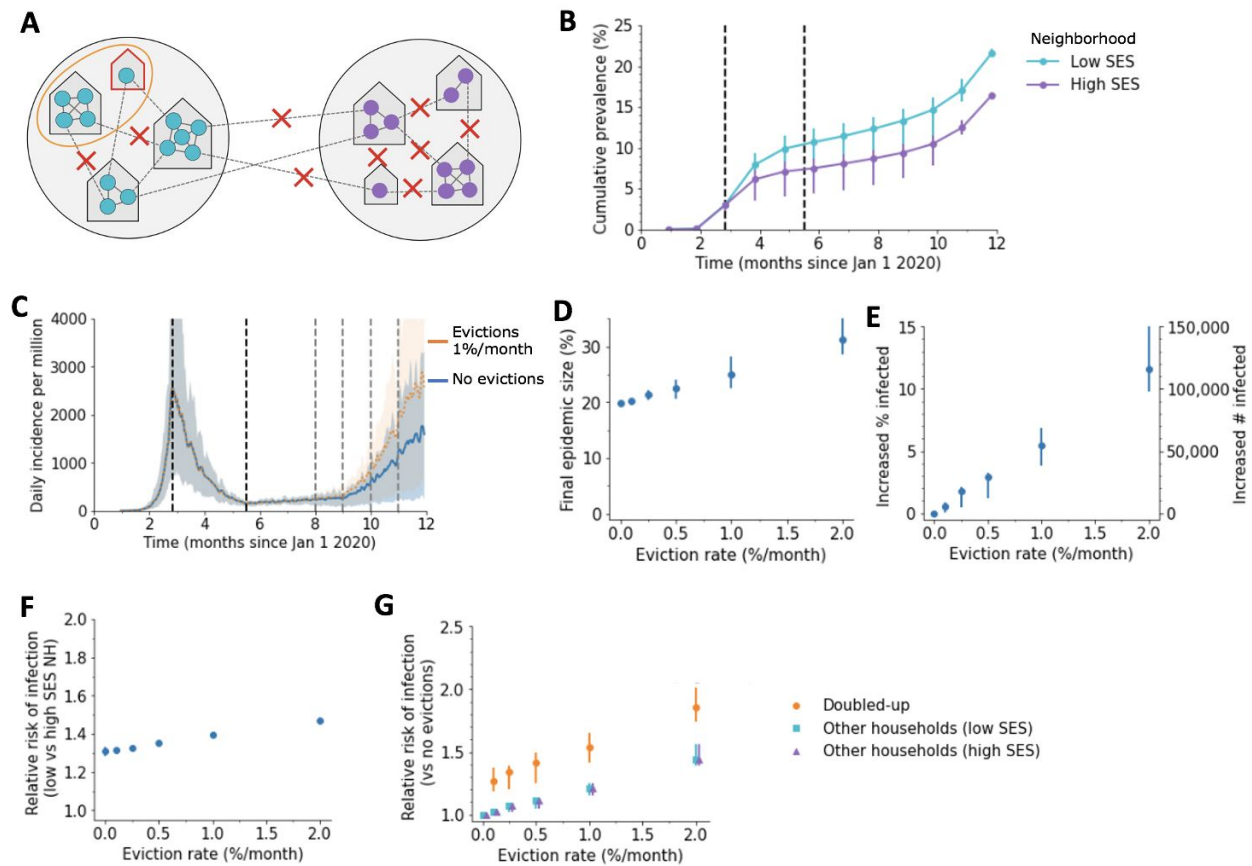 A
B
Cumulative prevalence (%)
25
20
15
10
5
0
0 2 4 6 8 10 12
Time (months since Jan 1 2020)
Neighborhood
Low SES
High SES
C
Daily incidence per million
4000
3000
2000
1000
0
0 2 4 6 8 10 12
Time (months since Jan 1 2020)
Evictions
1%/month
No evictions
D
Final epidemic size (%)
30
20
10
0
0.0 0.5 1.0 1.5 2.0
Eviction rate (%/month)
E
Increased % infected
15
10
5
0
0.0 0.5 1.0 2.0
Eviction rate (%/month)
150,000
100,000
50,000
0
Increased # infected
F
Relative risk of infection
(low vs high SES NH)
2.0
1.8
1.6
1.4
1.2
1.0
0.0 0.5 1.0 1.5 2.0
Eviction rate (%/month)
G
Relative risk of infection
(vs no evictions)
2.5
2.0
1.5
1.0
0.0 0.5 1.0 1.5 2.0
Eviction rate (%/month)
Doubled-up
Other households (low SES)
Other households (high SES)